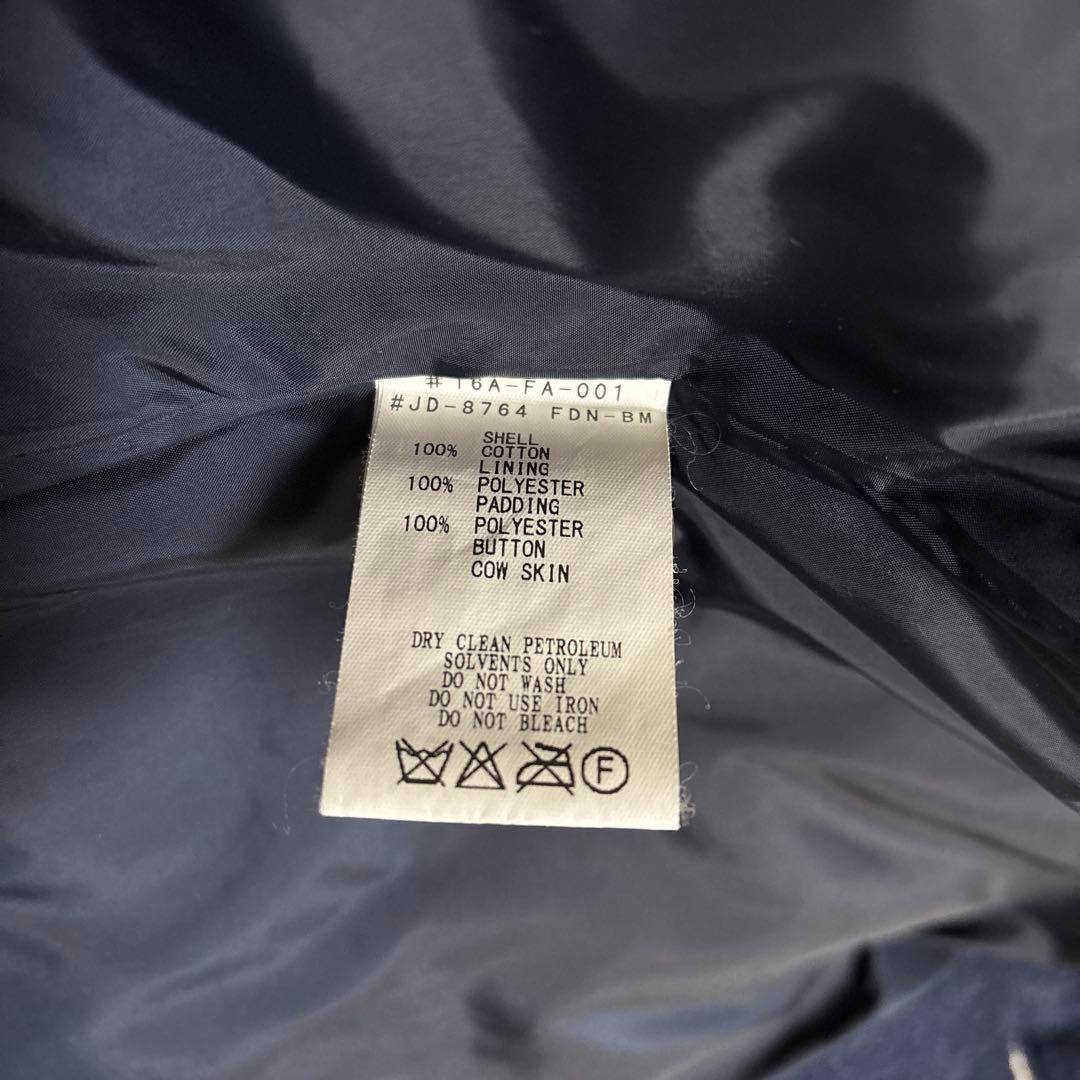 #16A-FA-001
#JD-8764 FDN-BM
SHELL
100% COTTON
LINING
100% POLYESTER
PADDING
100% POLYESTER
BUTTON
COW SKIN
DRY CLEAN PETROLEUM
SOLVENTS ONLY
DO NOT WASH
DO NOT USE IRON
DO NOT BLEACH
F